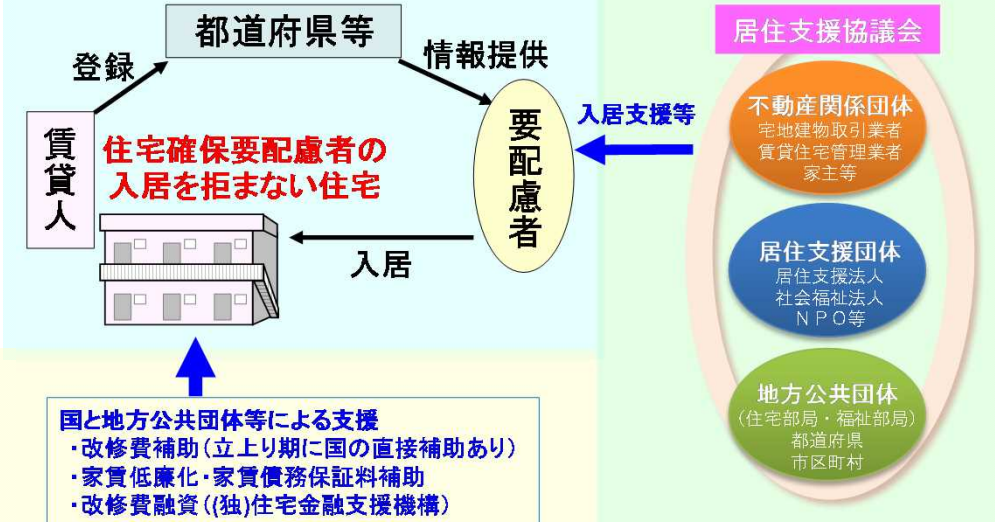 都道府県等
登録
情報提供
賃貸人
住宅確保要配慮者の
入居を拒まない住宅
要配慮者
入居
入居支援等
居住支援協議会
不動産関係団体
宅地建物取引業者
賃貸住宅管理業者
家主等
居住支援団体
居住支援法人
社会福祉法人
ＮＰＯ等
地方公共団体
(住宅部局・福祉部局)
都道府県
市区町村
国と地方公共団体等による支援
・改修費補助(立上り期に国の直接補助あり)
・家賃低廉化・家賃債務保証料補助
・改修費融資((独)住宅金融支援機構)